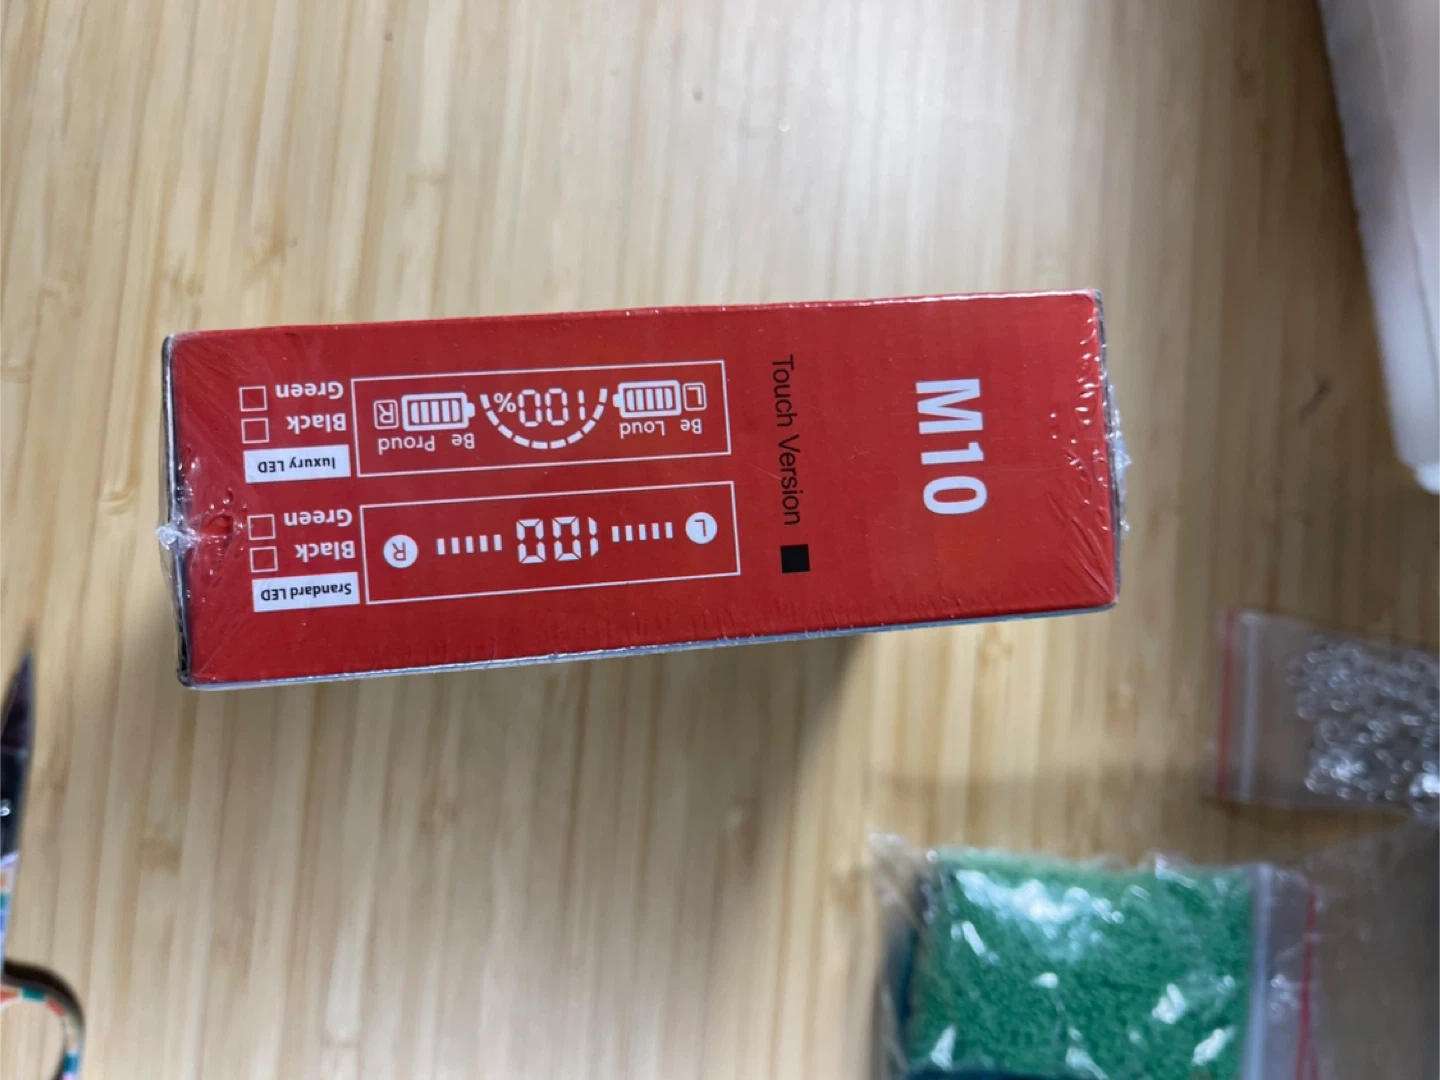 M10
Touch Version
L 100 R
Srandard LED
Black
Green
Be Loud Be Proud
L 100% R
luxury LED
Black
Green